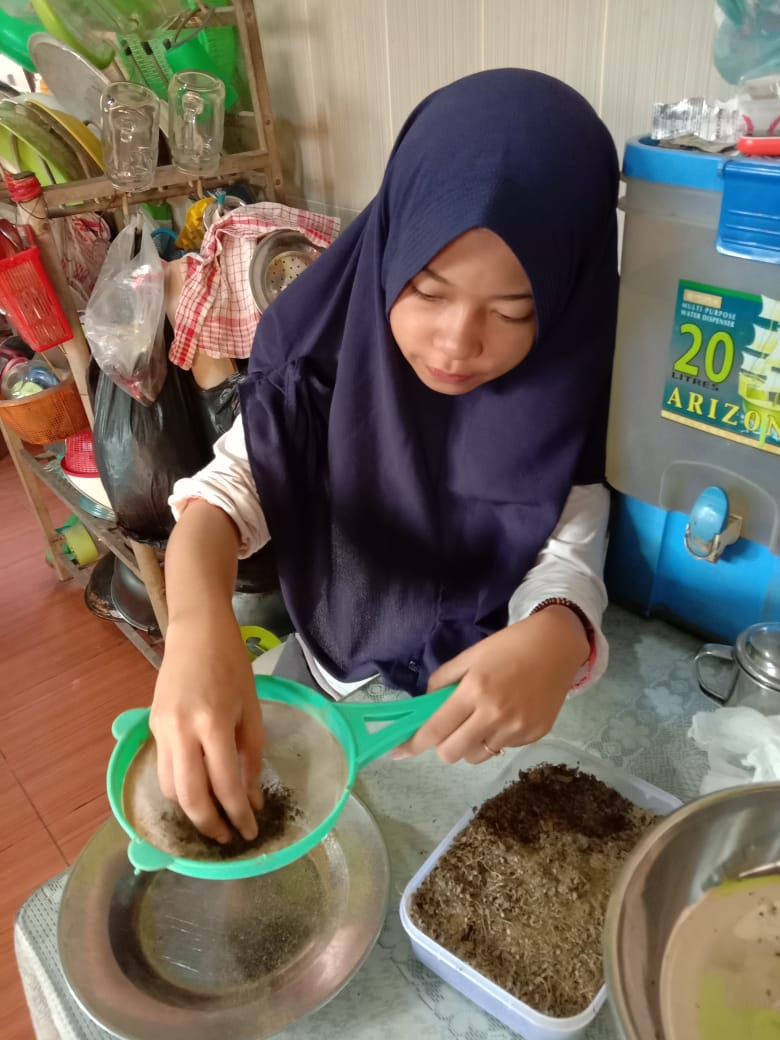 MULTI PURPOSE
WATER DISPENSER
20
LITRES
ARIZON